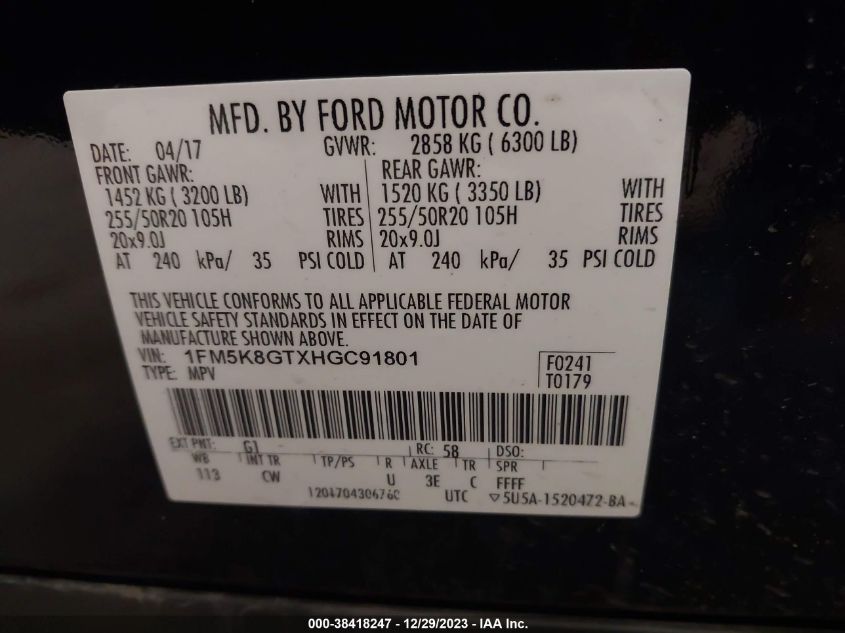 MFD. BY FORD MOTOR CO.
DATE: 04/17 GVWR: 2858 KG ( 6300 LB)
FRONT GAWR: REAR GAWR:
1452 KG ( 3200 LB) WITH 1520 KG ( 3350 LB) WITH
255/50R20 105H TIRES 255/50R20 105H TIRES
20x9.0J RIMS 20x9.0J RIMS
AT 240 kPa/ 35 PSI COLD AT 240 kPa/ 35 PSI COLD
THIS VEHICLE CONFORMS TO ALL APPLICABLE FEDERAL MOTOR
VEHICLE SAFETY STANDARDS IN EFFECT ON THE DATE OF
MANUFACTURE SHOWN ABOVE.
VIN: 1FM5K8GTXHGC91801 F0241
TYPE: MPV T0179
EXT PNT: G1 RC: 58 DSO:
WB INT TR TP/PS R AXLE TR SPR
113 CW U 3E C FFFF
UTC ▽5U5A-1520472-BA
000-38418247 - 12/29/2023 - IAA Inc.